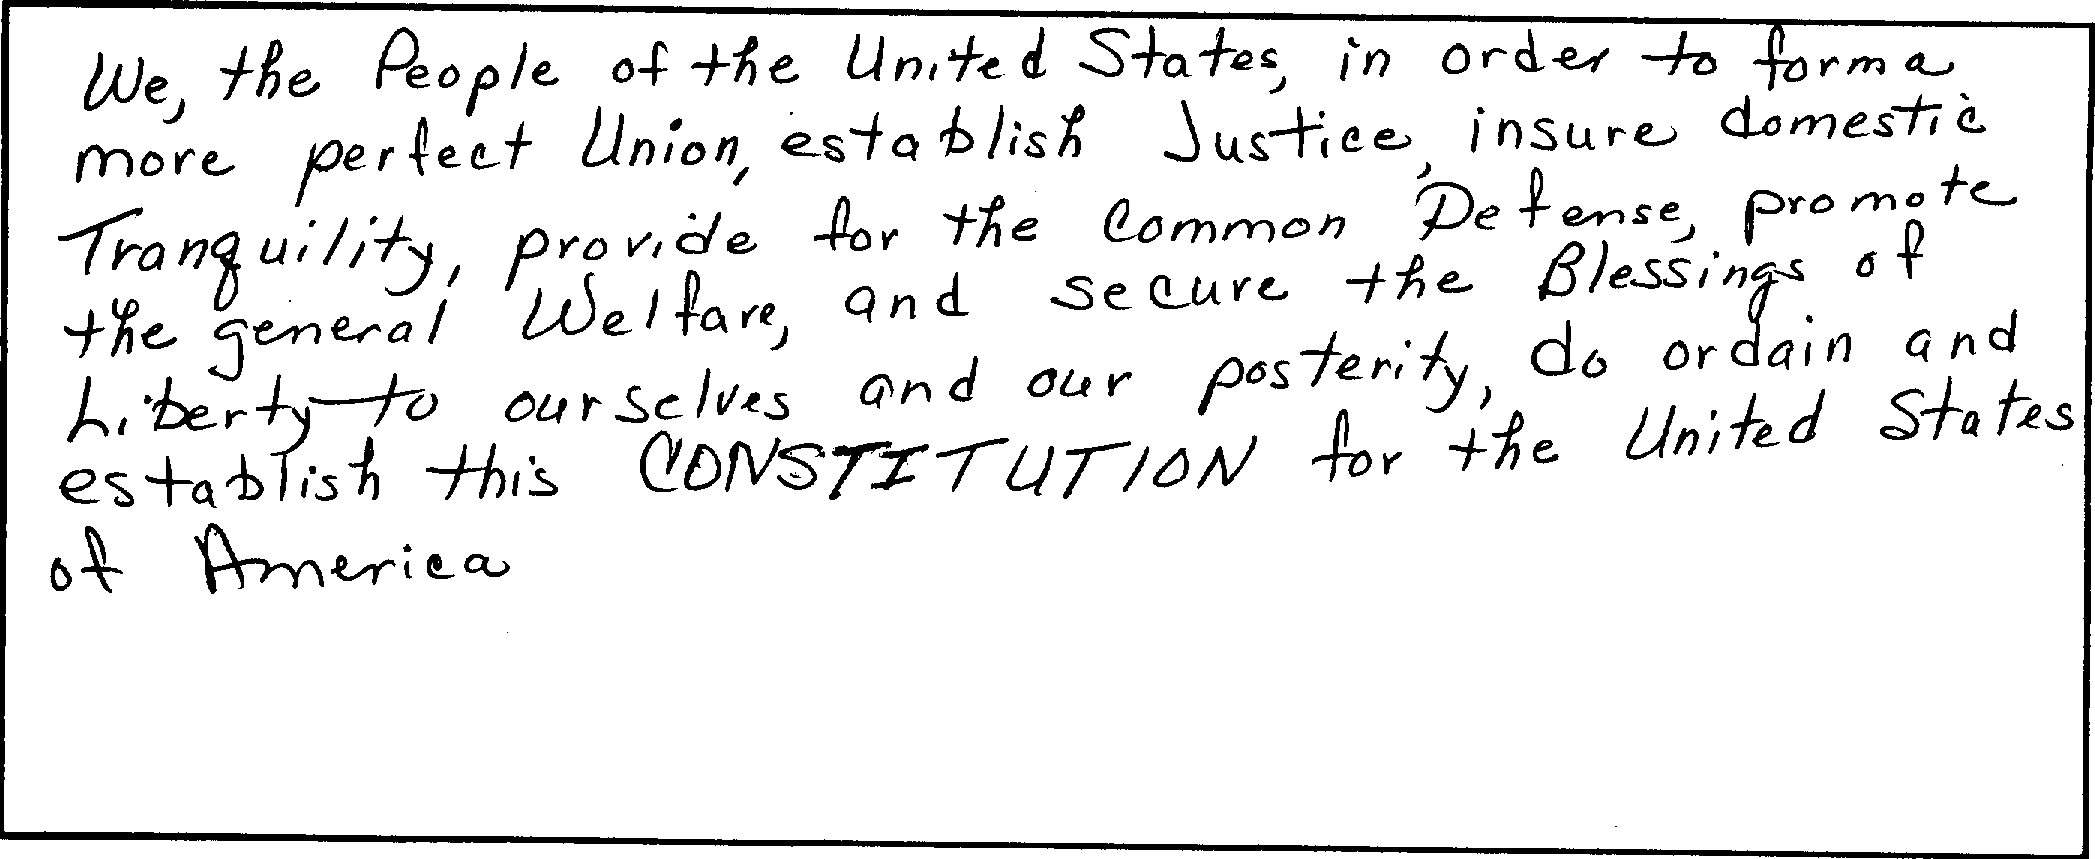 We, the People of the United States, in order to form a
more perfect Union, establish Justice, insure domestic
Tranquility, provide for the Common Defense, promote
the general Welfare, and secure the Blessings of
Liberty to ourselves and our posterity, do ordain and
establish this CONSTITUTION for the United States
of America